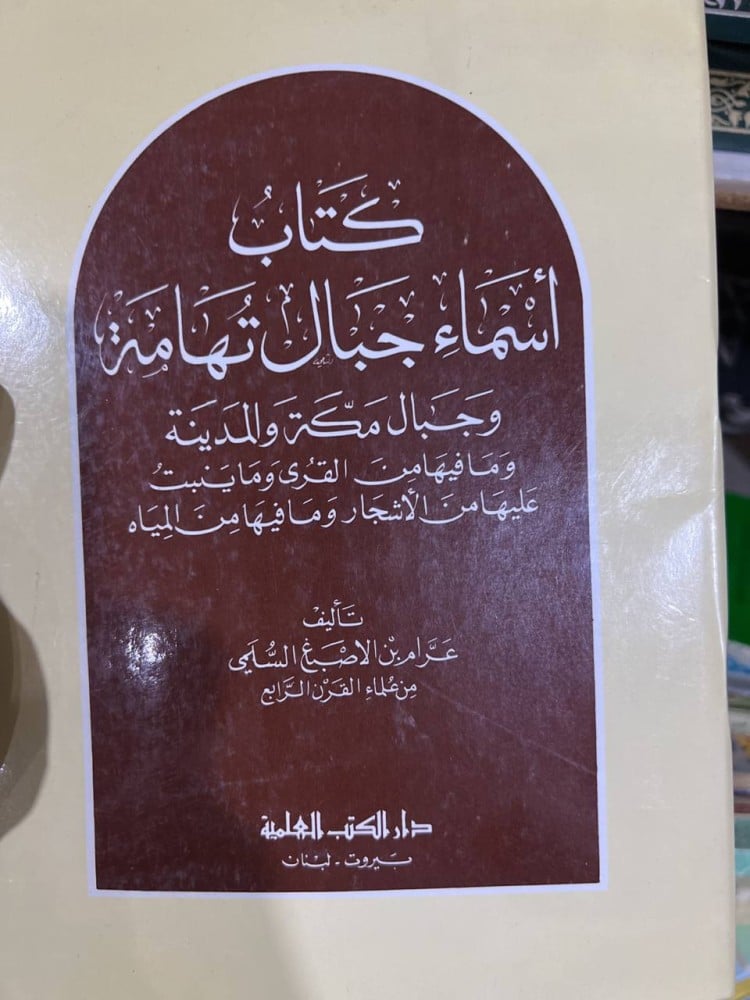 كتاب
أسماء جبال تهامة
وجبال مكة والمدينة
وما فيها من القرى وما ينبت
عليها من الأشجار وما فيها من المياه
تأليف
عرام بن الاصبغ السلمي
من علماء القرن الرابع
دار الكتب العلمية
بيروت - لبنان